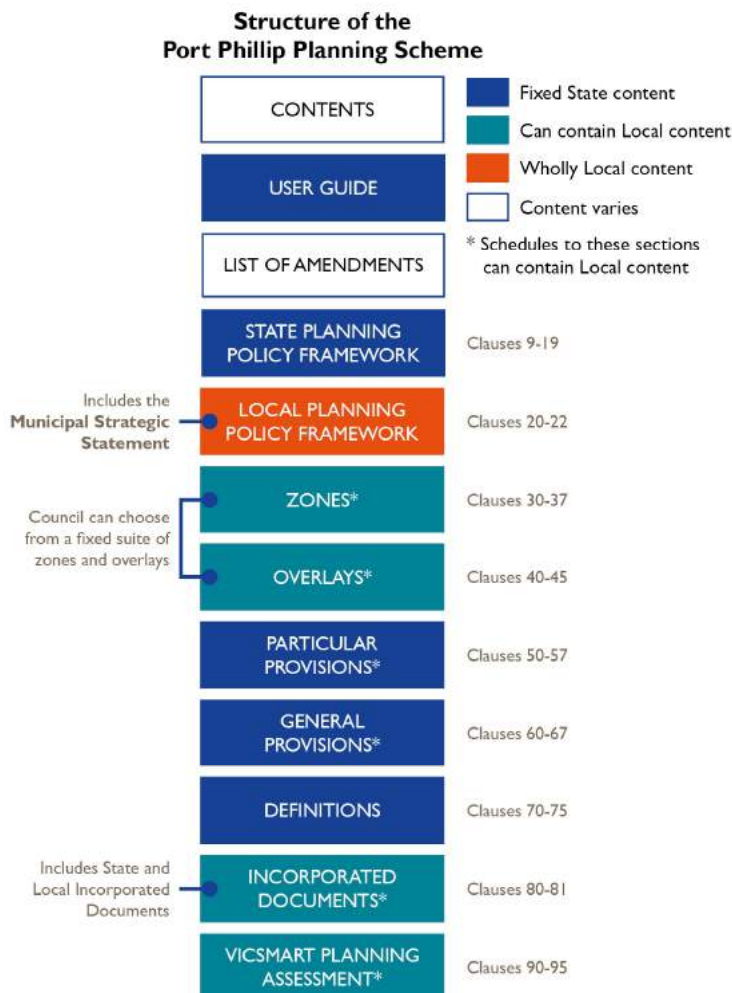 Structure of the
Port Phillip Planning Scheme
CONTENTS
Fixed State content
Can contain Local content
Wholly Local content
Content varies
* Schedules to these sections
can contain Local content
USER GUIDE
LIST OF AMENDMENTS
STATE PLANNING
POLICY FRAMEWORK
Clauses 9-19
Includes the
Municipal Strategic
Statement
LOCAL PLANNING
POLICY FRAMEWORK
Clauses 20-22
Council can choose
from a fixed suite of
zones and overlays
ZONES*
Clauses 30-37
OVERLAYS*
Clauses 40-45
PARTICULAR
PROVISIONS*
Clauses 50-57
GENERAL
PROVISIONS*
Clauses 60-67
DEFINITIONS
Clauses 70-75
Includes State and
Local Incorporated
Documents
INCORPORATED
DOCUMENTS*
Clauses 80-81
VICSMART PLANNING
ASSESSMENT*
Clauses 90-95